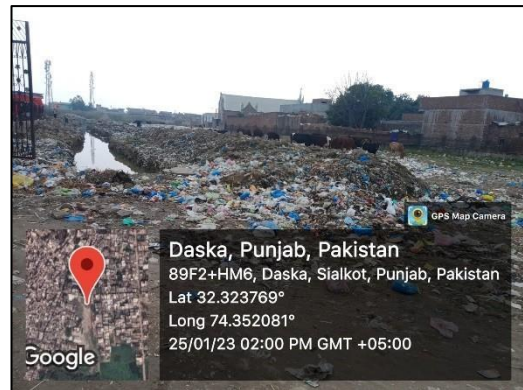 GPS Map Camera
Daska, Punjab, Pakistan
89F2+HM6, Daska, Sialkot, Punjab, Pakistan
Lat 32.323769°
Long 74.352081°
25/01/23 02:00 PM GMT +05:00
Google